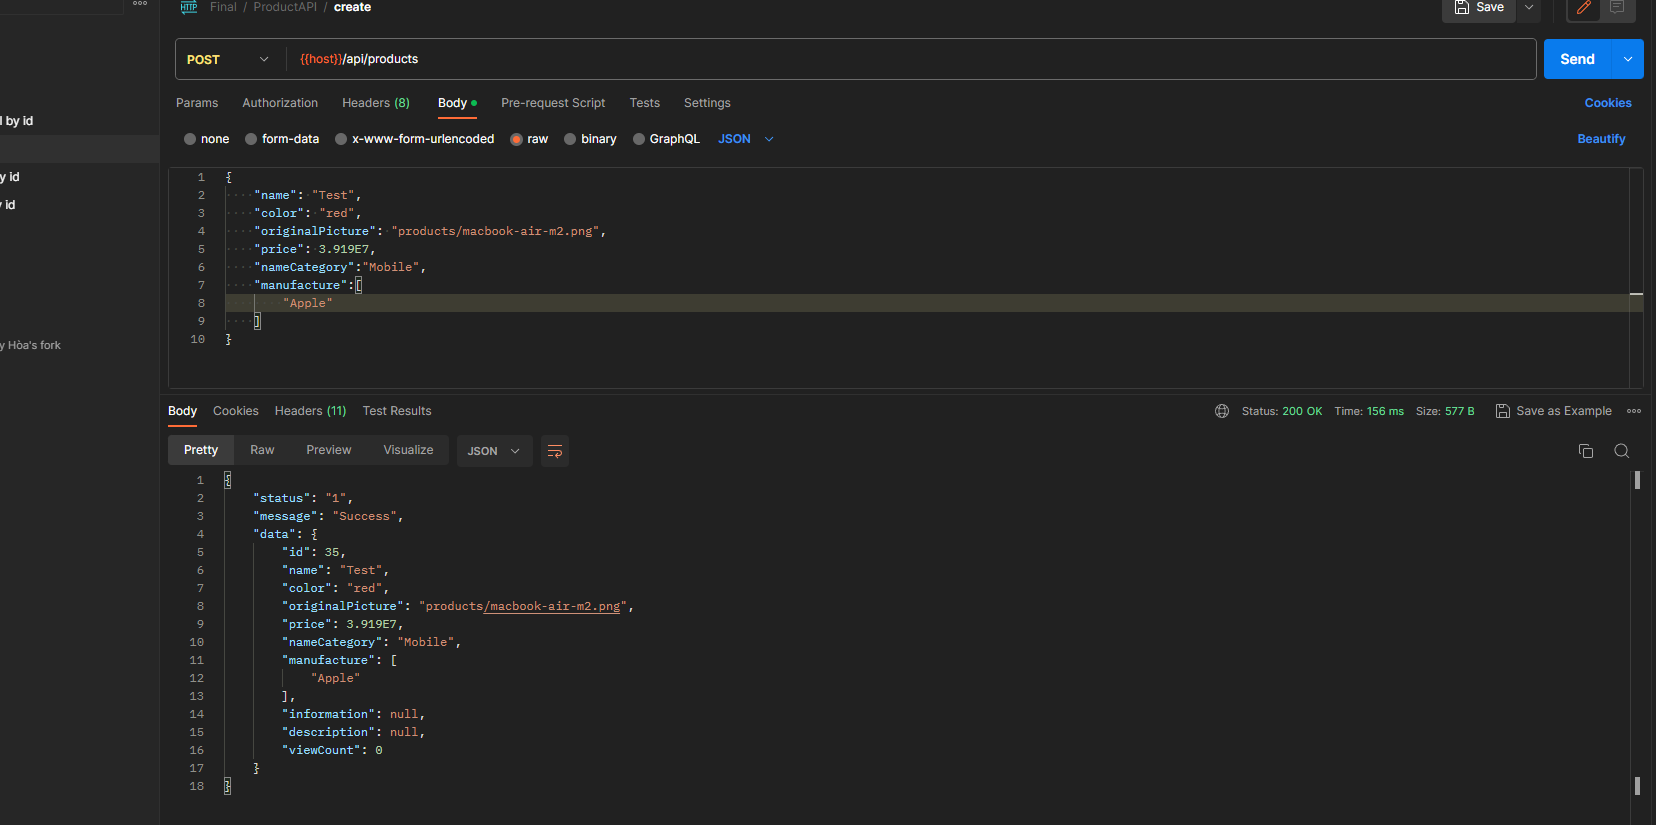 Final / ProductAPI / create
Save
POST {{host}}/api/products Send
Params Authorization Headers (8) Body Pre-request Script Tests Settings Cookies
none form-data x-www-form-urlencoded raw binary GraphQL JSON Beautify
l by id
y id
id
y Hòa's fork
1 {
2 "name": "Test",
3 "color": "red",
4 "originalPicture": "products/macbook-air-m2.png",
5 "price": 3.919E7,
6 "nameCategory":"Mobile",
7 "manufacture":[
8 "Apple"
9 ]
10 }
Body Cookies Headers (11) Test Results Status: 200 OK Time: 156 ms Size: 577 B Save as Example
Pretty Raw Preview Visualize JSON
1 {
2 "status": "1",
3 "message": "Success",
4 "data": {
5 "id": 35,
6 "name": "Test",
7 "color": "red",
8 "originalPicture": "products/macbook-air-m2.png",
9 "price": 3.919E7,
10 "nameCategory": "Mobile",
11 "manufacture": [
12 "Apple"
13 ],
14 "information": null,
15 "description": null,
16 "viewCount": 0
17 }
18 }